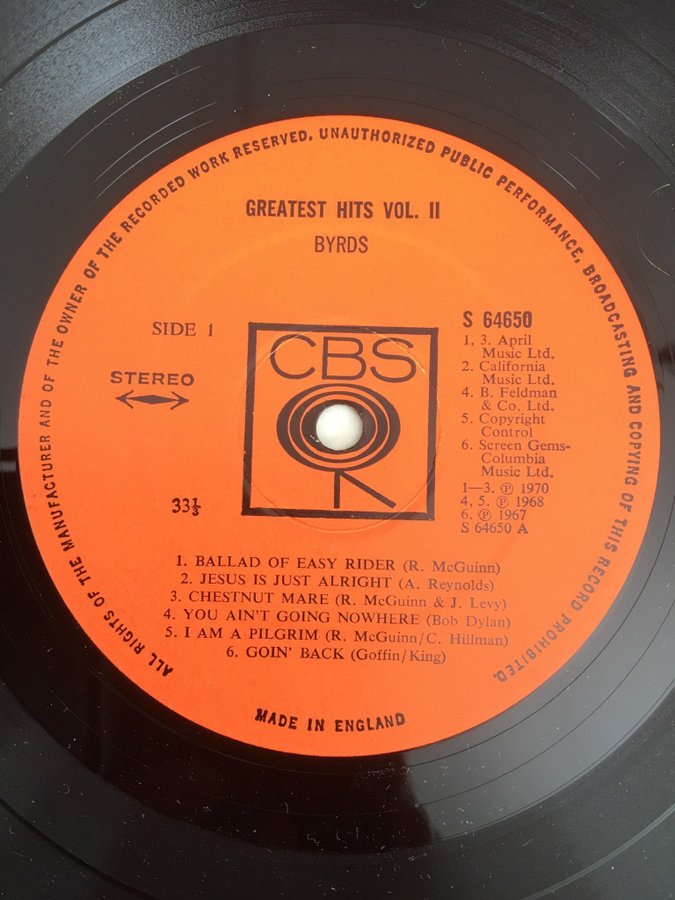 ALL RIGHTS OF THE MANUFACTURER AND OF THE OWNER OF THE RECORDED WORK RESERVED. UNAUTHORIZED PUBLIC PERFORMANCE, BROADCASTING AND COPYING OF THIS RECORD PROHIBITED.
GREATEST HITS VOL. II
BYRDS
SIDE 1
STEREO
33⅓
CBS
S 64650
1, 3. April
Music Ltd.
2. California
Music Ltd.
4. B. Feldman
& Co. Ltd.
5. Copyright
Control
6. Screen Gems-
Columbia
Music Ltd.
1—3. ℗ 1970
4, 5. ℗ 1968
6. ℗ 1967
S 64650 A
1. BALLAD OF EASY RIDER (R. McGuinn)
2. JESUS IS JUST ALRIGHT (A. Reynolds)
3. CHESTNUT MARE (R. McGuinn & J. Levy)
4. YOU AIN'T GOING NOWHERE (Bob Dylan)
5. I AM A PILGRIM (R. McGuinn/C. Hillman)
6. GOIN' BACK (Goffin/King)
MADE IN ENGLAND